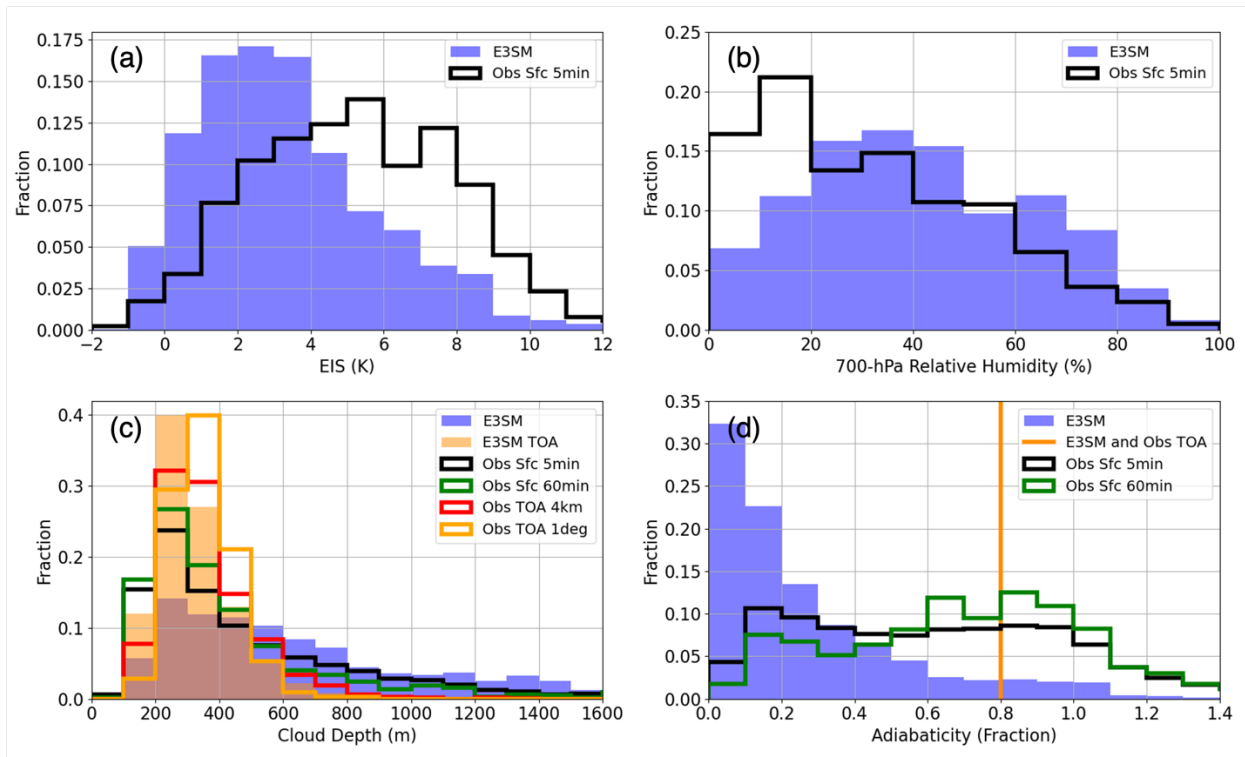 (a)
E3SM
Obs Sfc 5min
0.175
0.150
0.125
0.100
0.075
0.050
0.025
0.000
Fraction
−2 0 2 4 6 8 10 12
EIS (K)
(b)
E3SM
Obs Sfc 5min
0.25
0.20
0.15
0.10
0.05
0.00
Fraction
0 20 40 60 80 100
700-hPa Relative Humidity (%)
(c)
E3SM
E3SM TOA
Obs Sfc 5min
Obs Sfc 60min
Obs TOA 4km
Obs TOA 1deg
0.4
0.3
0.2
0.1
0.0
Fraction
0 200 400 600 800 1000 1200 1400 1600
Cloud Depth (m)
(d)
E3SM
E3SM and Obs TOA
Obs Sfc 5min
Obs Sfc 60min
0.35
0.30
0.25
0.20
0.15
0.10
0.05
0.00
Fraction
0.0 0.2 0.4 0.6 0.8 1.0 1.2 1.4
Adiabaticity (Fraction)